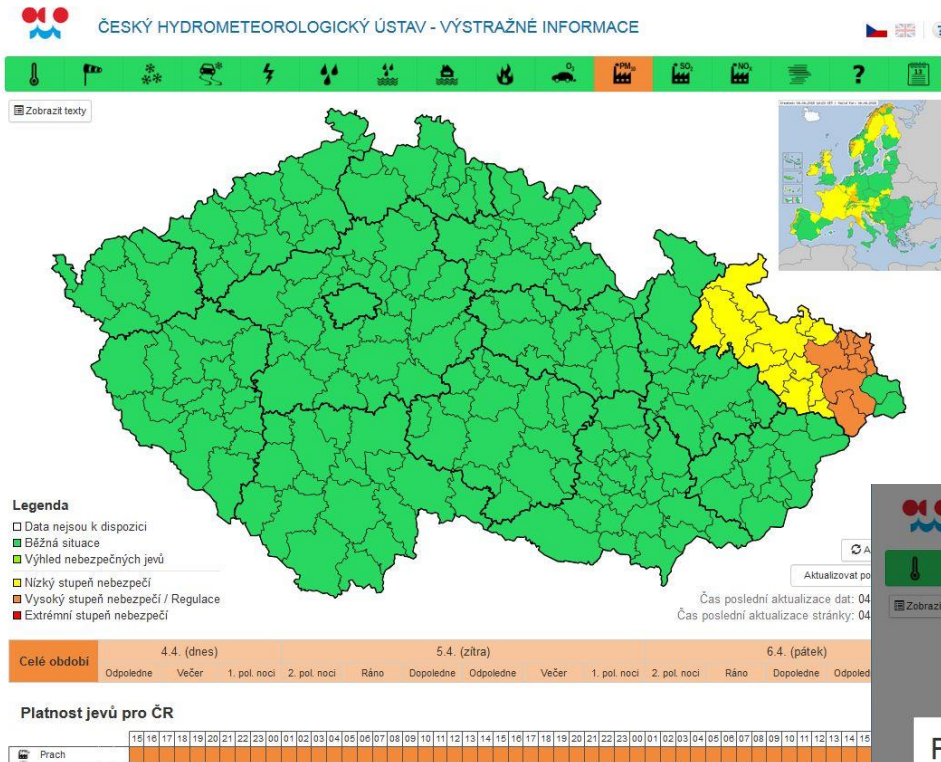 ČESKÝ HYDROMETEOROLOGICKÝ ÚSTAV - VÝSTRAŽNÉ INFORMACE
O₃ PM₁₀ SO₂ NO₂ ? 13
Zobrazit texty
Legenda
Data nejsou k dispozici
Běžná situace
Výhled nebezpečných jevů
Nízký stupeň nebezpečí
Vysoký stupeň nebezpečí / Regulace
Extrémní stupeň nebezpečí
A
Aktualizovat po
Čas poslední aktualizace dat: 04
Čas poslední aktualizace stránky: 04
Zobrazi
Celé období
4.4. (dnes) 5.4. (zítra) 6.4. (pátek)
Odpoledne Večer 1. pol. noci 2. pol. noci Ráno Dopoledne Odpoledne Večer 1. pol. noci 2. pol. noci Ráno Dopoledne Odpoled
Platnost jevů pro ČR
15 16 17 18 19 20 21 22 23 00 01 02 03 04 05 06 07 08 09 10 11 12 13 14 15 16 17 18 19 20 21 22 23 00 01 02 03 04 05 06 07 08 09 10 11 12 13 14 15
Prach